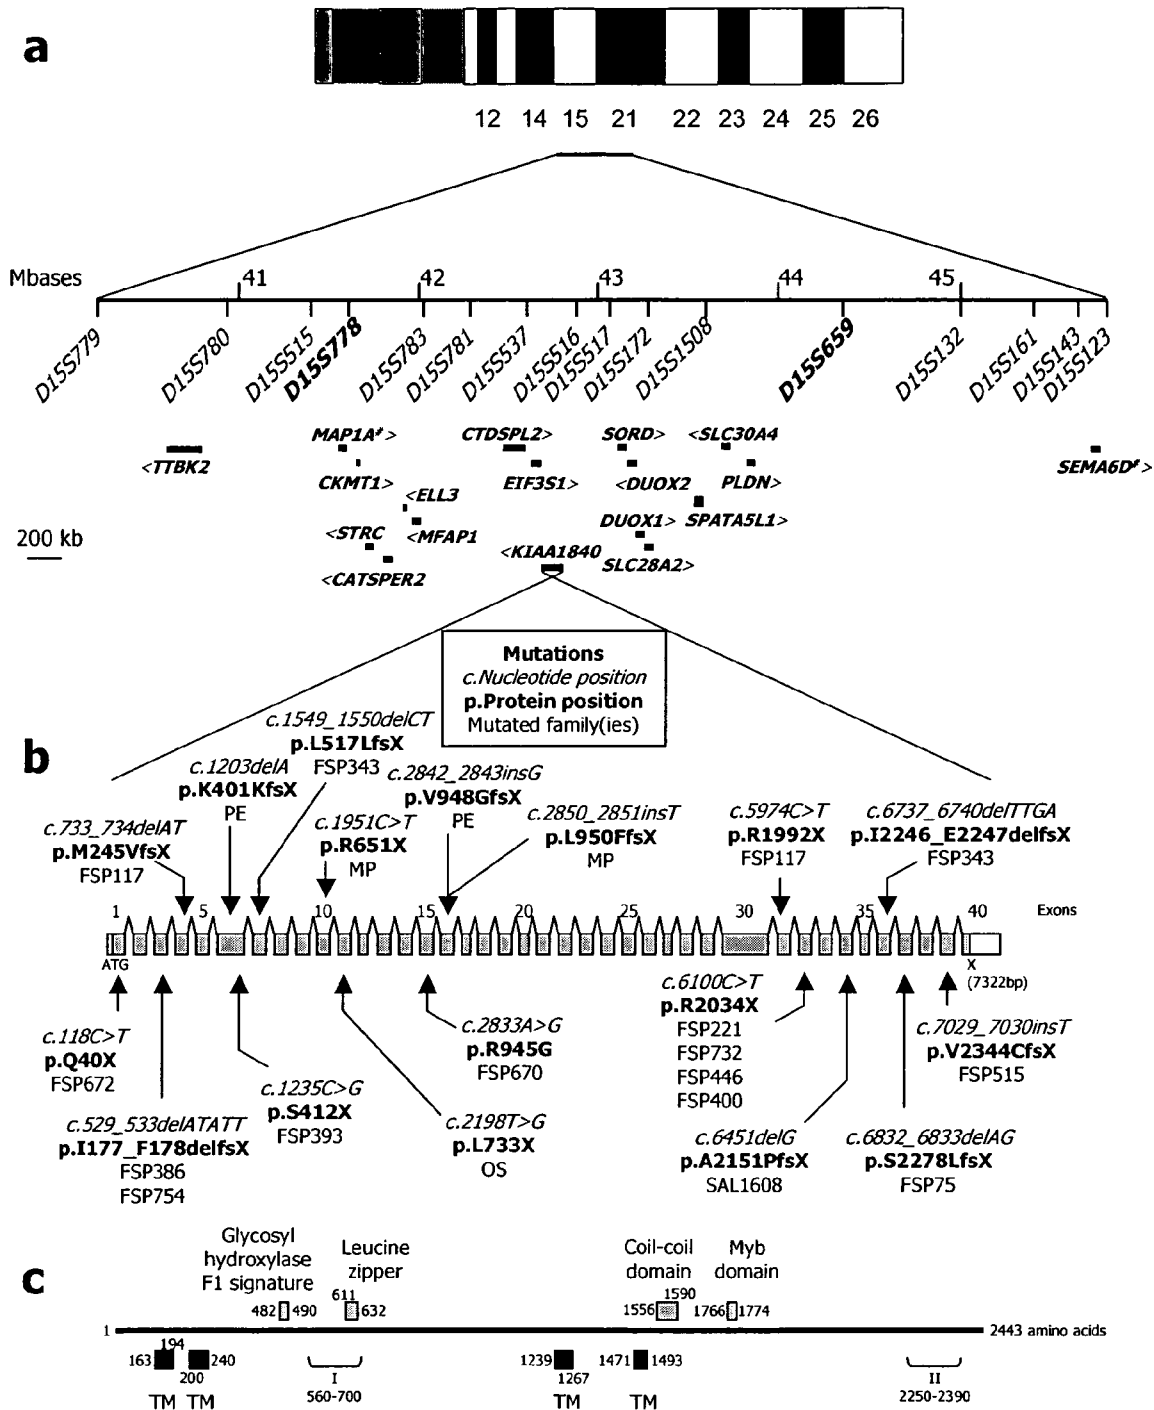 a
12 14 15 21 22 23 24 25 26
Mbases
41 42 43 44 45
D15S779 D15S780 D15S515 D15S778 D15S783 D15S781 D15S537 D15S516 D15S517 D15S172 D15S1508 D15S659 D15S132 D15S161 D15S143 D15S123
MAP1A#> CTDSPL2> SORD> <SLC30A4
<TTBK2 CKMT1> EIF3S1> <DUOX2 PLDN> SEMA6D#>
<ELL3
<STRC <MFAP1 DUOX1> SPATA5L1>
200 kb
<KIAA1840
<CATSPER2 SLC28A2>
Mutations
c.Nucleotide position
p.Protein position
Mutated family(ies)
b
c.1549_1550delCT
p.L517LfsX
FSP343
c.1203delA
p.K401KfsX
PE
c.2842_2843insG
p.V948GfsX
PE
c.733_734delAT
p.M245VfsX
FSP117
c.1951C>T
p.R651X
MP
c.2850_2851insT
p.L950FfsX
MP
c.5974C>T
p.R1992X
FSP117
c.6737_6740delTTGA
p.I2246_E2247delfsX
FSP343
1 5 10 15 20 25 30 35 40 Exons
ATG X
(7322bp)
c.118C>T
p.Q40X
FSP672
c.529_533delATATT
p.I177_F178delfsX
FSP386
FSP754
c.1235C>G
p.S412X
FSP393
c.2833A>G
p.R945G
FSP670
c.2198T>G
p.L733X
OS
c.6100C>T
p.R2034X
FSP221
FSP732
FSP446
FSP400
c.7029_7030insT
p.V2344CfsX
FSP515
c.6451delG
p.A2151PfsX
SAL1608
c.6832_6833delAG
p.S2278LfsX
FSP75
c
Glycosyl
hydroxylase
F1 signature
482 490
Leucine
zipper
611
632
Coil-coil
domain
1590
1556
Myb
domain
1766 1774
1 2443 amino acids
194
163 240 1239 1471 1493
200 I 1267 II
560-700 2250-2390
TM TM TM TM